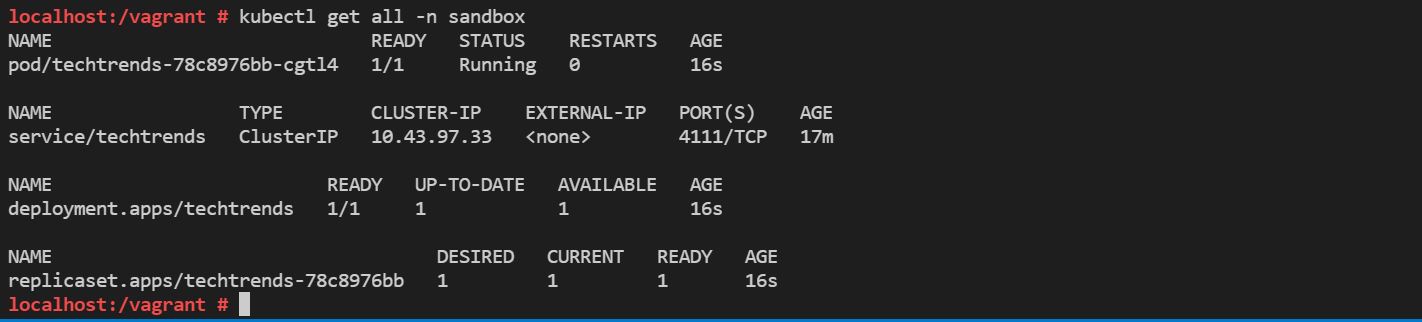 localhost:/vagrant # kubectl get all -n sandbox
NAME                             READY   STATUS    RESTARTS   AGE
pod/techtrends-78c8976bb-cgtl4   1/1     Running   0          16s

NAME                 TYPE        CLUSTER-IP    EXTERNAL-IP   PORT(S)    AGE
service/techtrends   ClusterIP   10.43.97.33   <none>        4111/TCP   17m

NAME                         READY   UP-TO-DATE   AVAILABLE   AGE
deployment.apps/techtrends   1/1     1            1           16s

NAME                                   DESIRED   CURRENT   READY   AGE
replicaset.apps/techtrends-78c8976bb   1         1         1       16s
localhost:/vagrant #